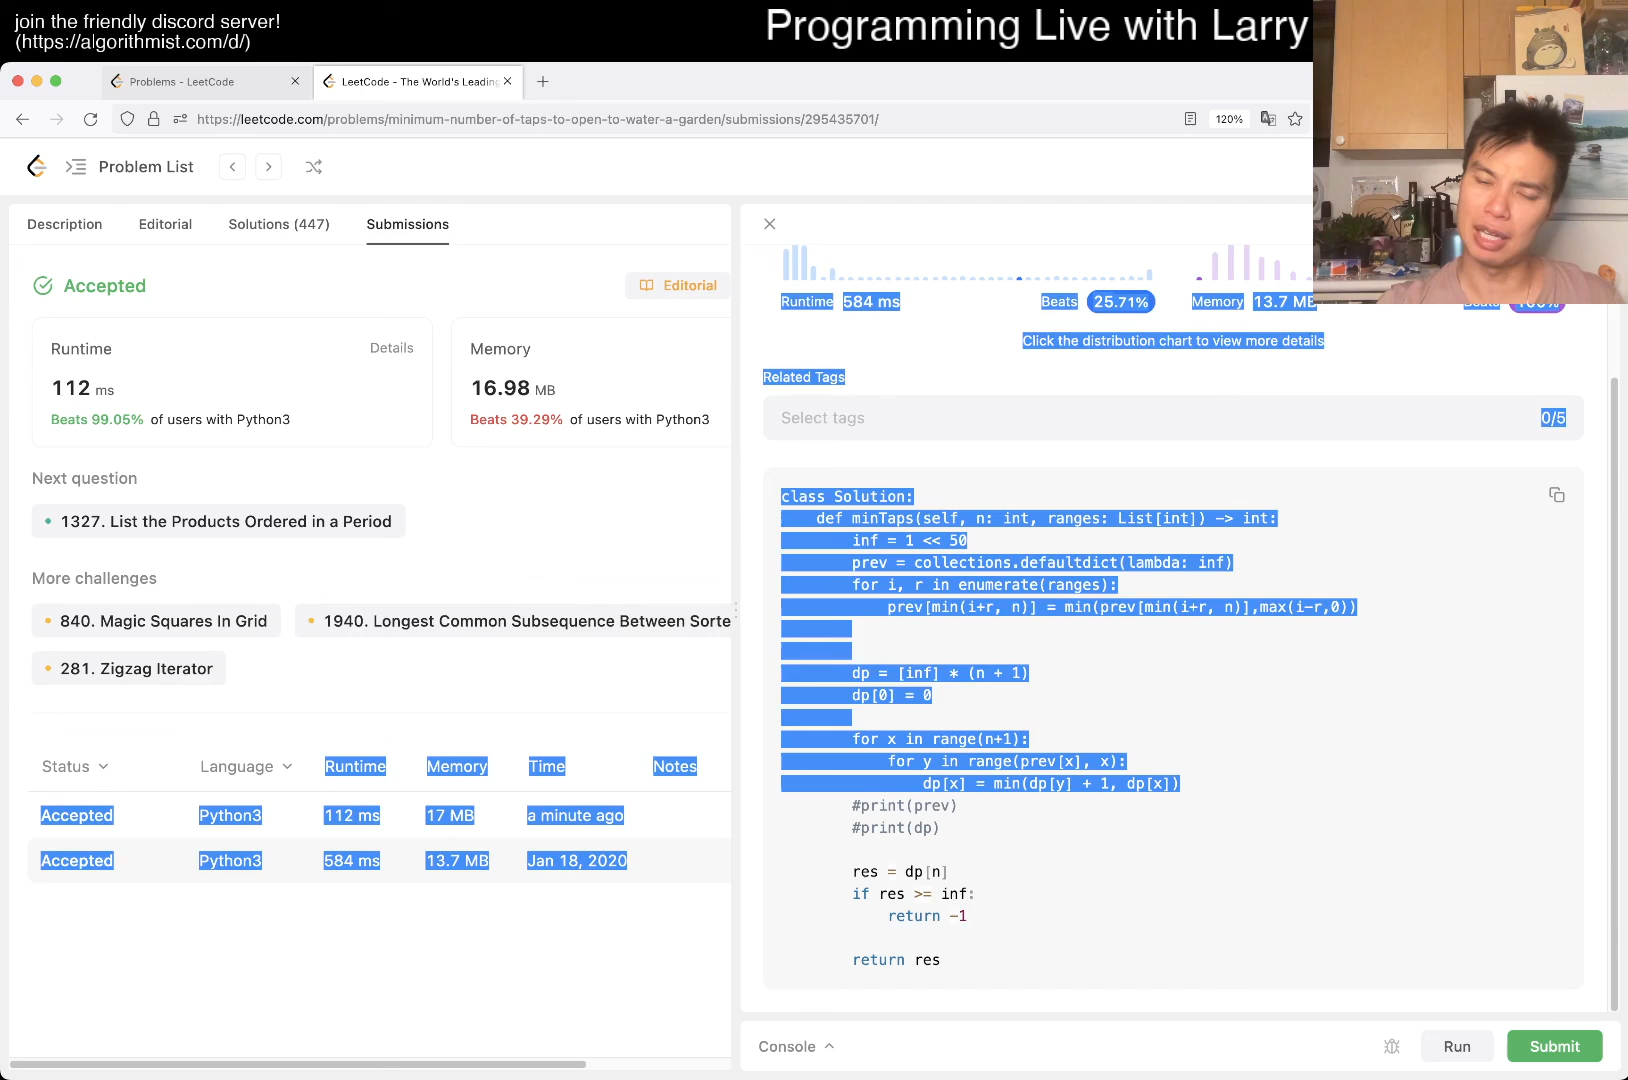 join the friendly discord server!
(https://algorithmist.com/d/)
Programming Live with Larry
Problems - LeetCode
LeetCode - The World's Leading
https://leetcode.com/problems/minimum-number-of-taps-to-open-to-water-a-garden/submissions/295435701/
120%
Problem List
Description Editorial Solutions (447) Submissions
Accepted
Editorial
Runtime Details
112 ms
Beats 99.05% of users with Python3
Memory
16.98 MB
Beats 39.29% of users with Python3
Next question
1327. List the Products Ordered in a Period
More challenges
840. Magic Squares In Grid
1940. Longest Common Subsequence Between Sorte
281. Zigzag Iterator
Status Language Runtime Memory Time Notes
Accepted Python3 112 ms 17 MB a minute ago
Accepted Python3 584 ms 13.7 MB Jan 18, 2020
Runtime 584 ms Beats 25.71% Memory 13.7 MB
Click the distribution chart to view more details
Related Tags
Select tags 0/5
class Solution:
    def minTaps(self, n: int, ranges: List[int]) -> int:
        inf = 1 << 50
        prev = collections.defaultdict(lambda: inf)
        for i, r in enumerate(ranges):
            prev[min(i+r, n)] = min(prev[min(i+r, n)],max(i-r,0))
        dp = [inf] * (n + 1)
        dp[0] = 0
        for x in range(n+1):
            for y in range(prev[x], x):
                dp[x] = min(dp[y] + 1, dp[x])
        #print(prev)
        #print(dp)
        res = dp[n]
        if res >= inf:
            return -1
        return res
Console
Run
Submit